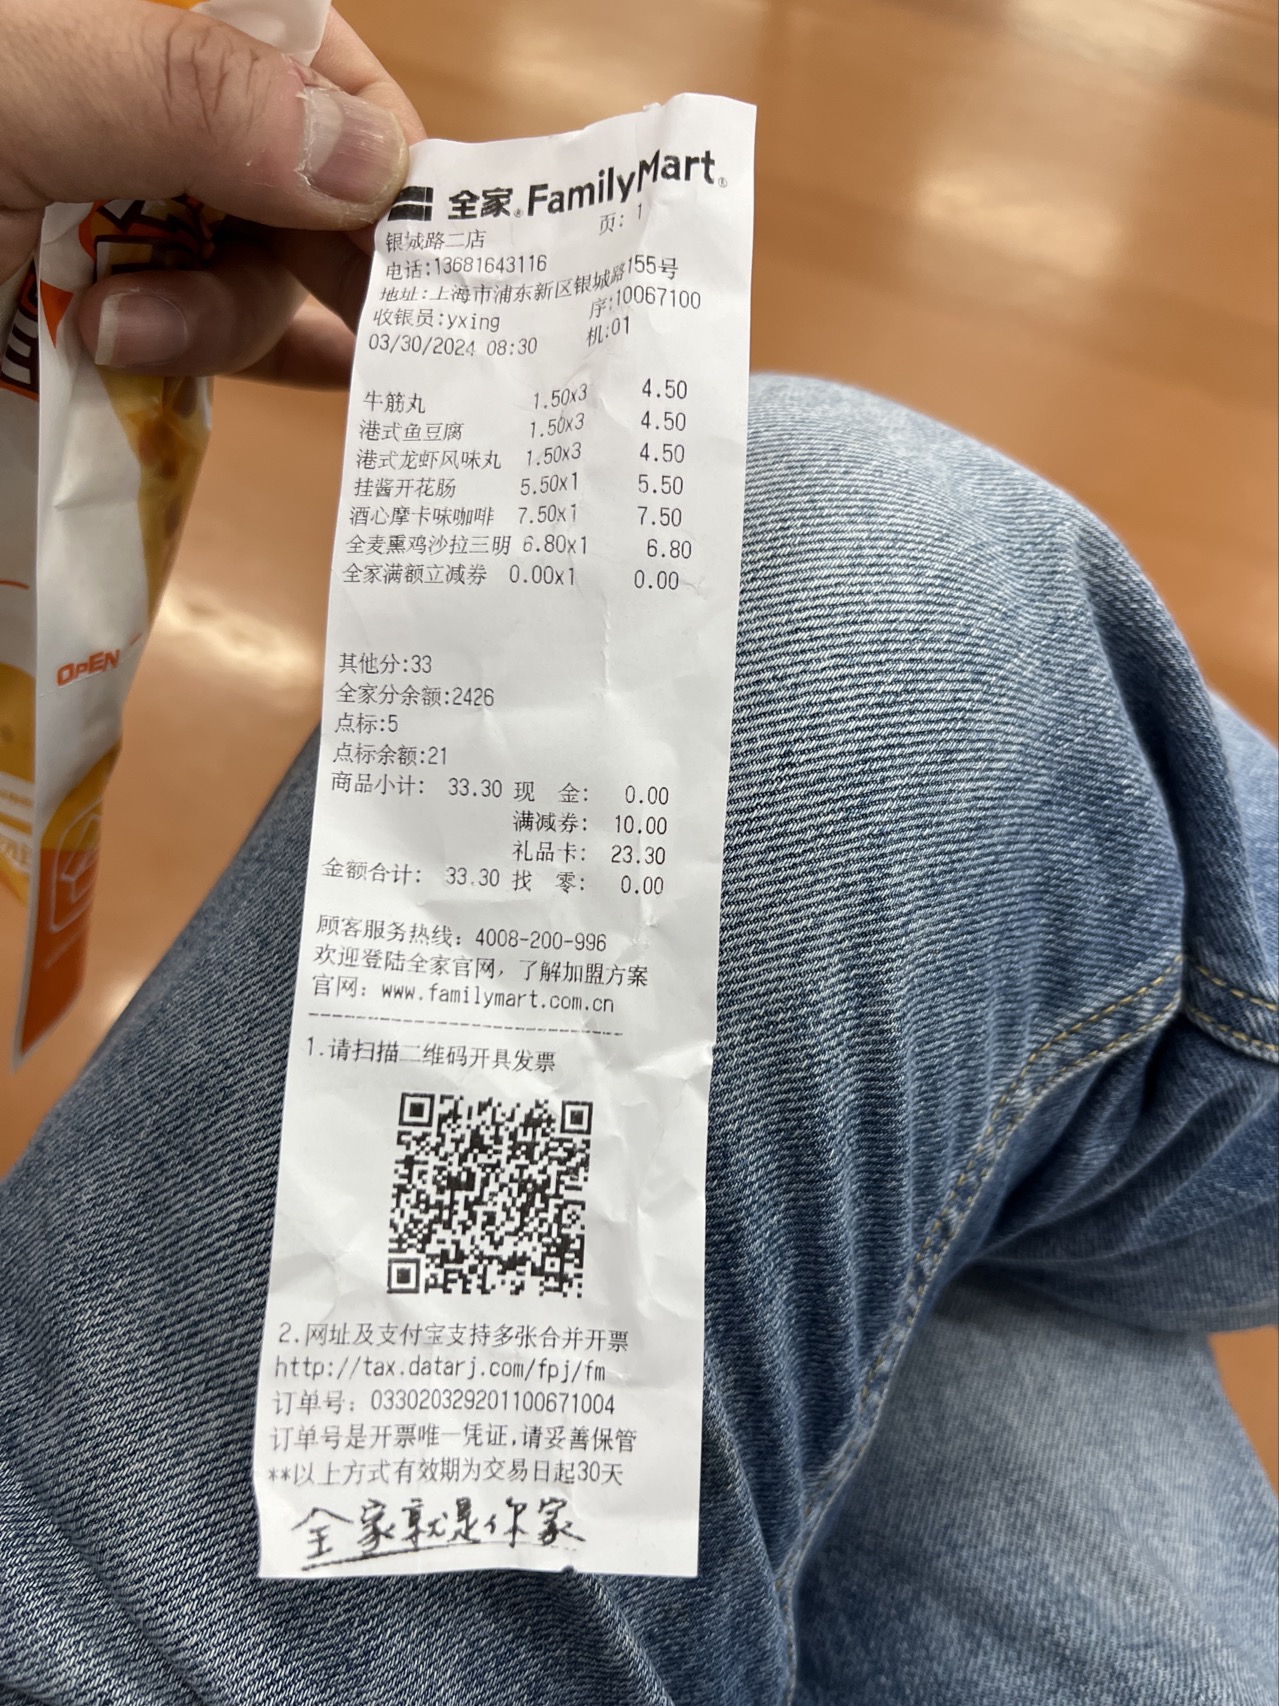 全家 FamilyMart
页: 1
银城路二店
电话:13681643116
地址:上海市浦东新区银城路155号
收银员:yxing 序:10067100
03/30/2024 08:30 机:01
牛筋丸 1.50x3 4.50
港式鱼豆腐 1.50x3 4.50
港式龙虾风味丸 1.50x3 4.50
挂酱开花肠 5.50x1 5.50
酒心摩卡味咖啡 7.50x1 7.50
全麦熏鸡沙拉三明 6.80x1 6.80
全家满额立减券 0.00x1 0.00
其他分:33
全家分余额:2426
点标:5
点标余额:21
商品小计: 33.30 现 金: 0.00
满减券: 10.00
礼品卡: 23.30
金额合计: 33.30 找 零: 0.00
顾客服务热线: 4008-200-996
欢迎登陆全家官网,了解加盟方案
官网: www.familymart.com.cn
1.请扫描二维码开具发票
2.网址及支付宝支持多张合并开票
http://tax.datarj.com/fpj/fm
订单号: 033020329201100671004
订单号是开票唯一凭证,请妥善保管
**以上方式有效期为交易日起30天
全家就是你家
OPEN